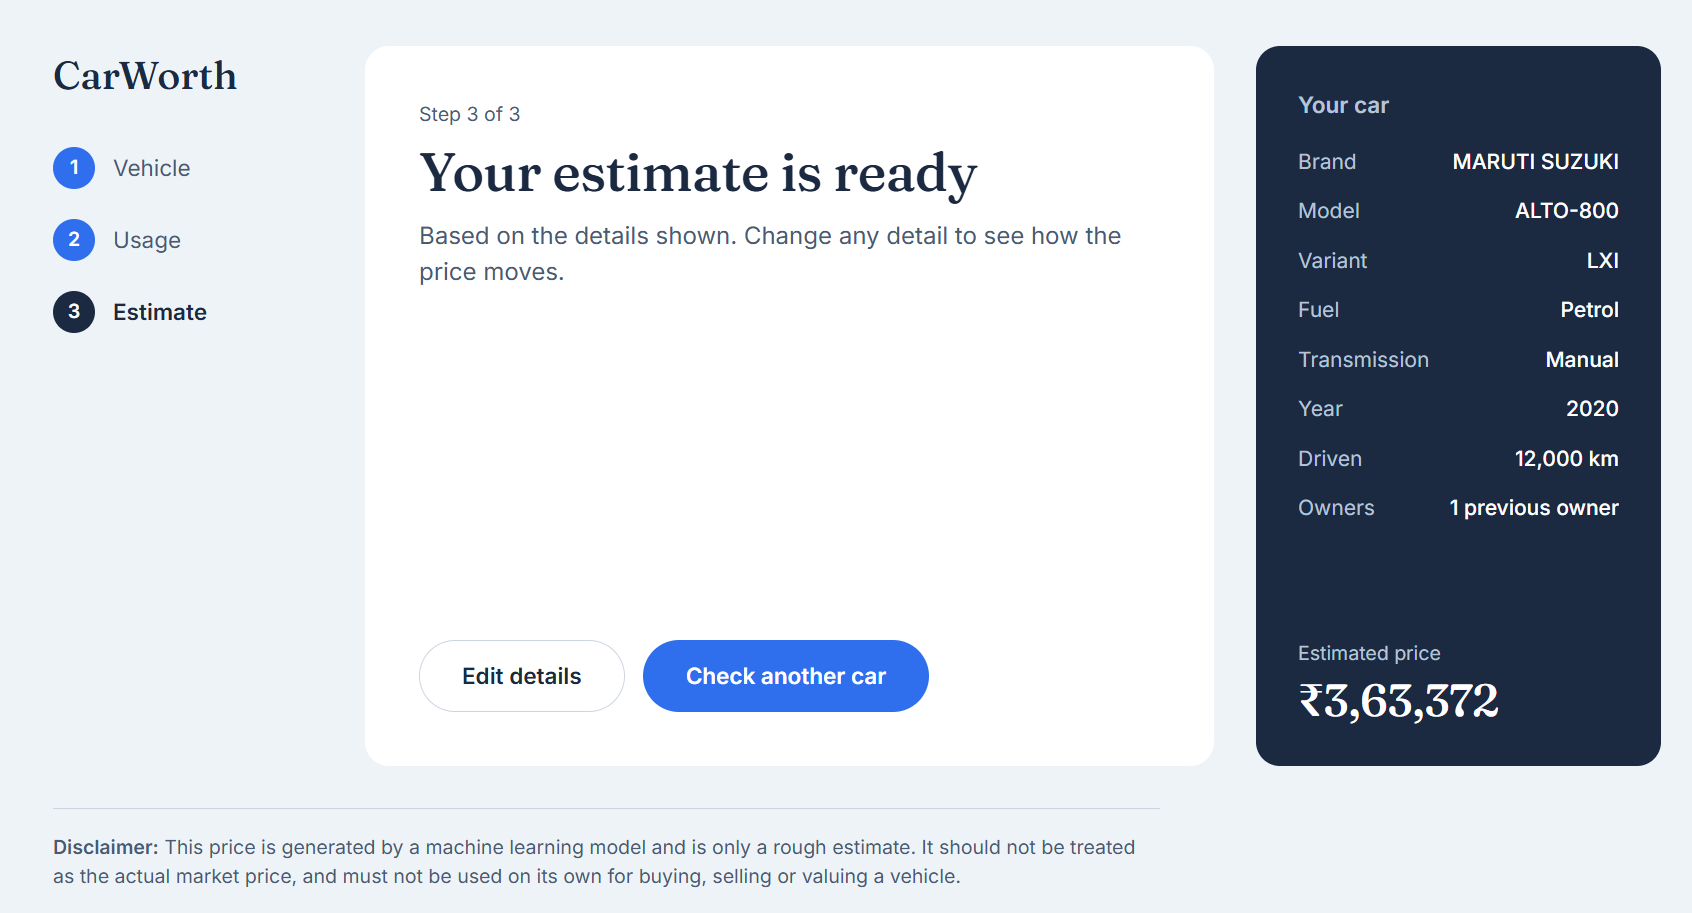 CarWorth
1 Vehicle
2 Usage
3 Estimate
Step 3 of 3
Your estimate is ready
Based on the details shown. Change any detail to see how the
price moves.
Edit details
Check another car
Your car
Brand MARUTI SUZUKI
Model ALTO-800
Variant LXI
Fuel Petrol
Transmission Manual
Year 2020
Driven 12,000 km
Owners 1 previous owner
Estimated price
₹3,63,372
Disclaimer: This price is generated by a machine learning model and is only a rough estimate. It should not be treated
as the actual market price, and must not be used on its own for buying, selling or valuing a vehicle.